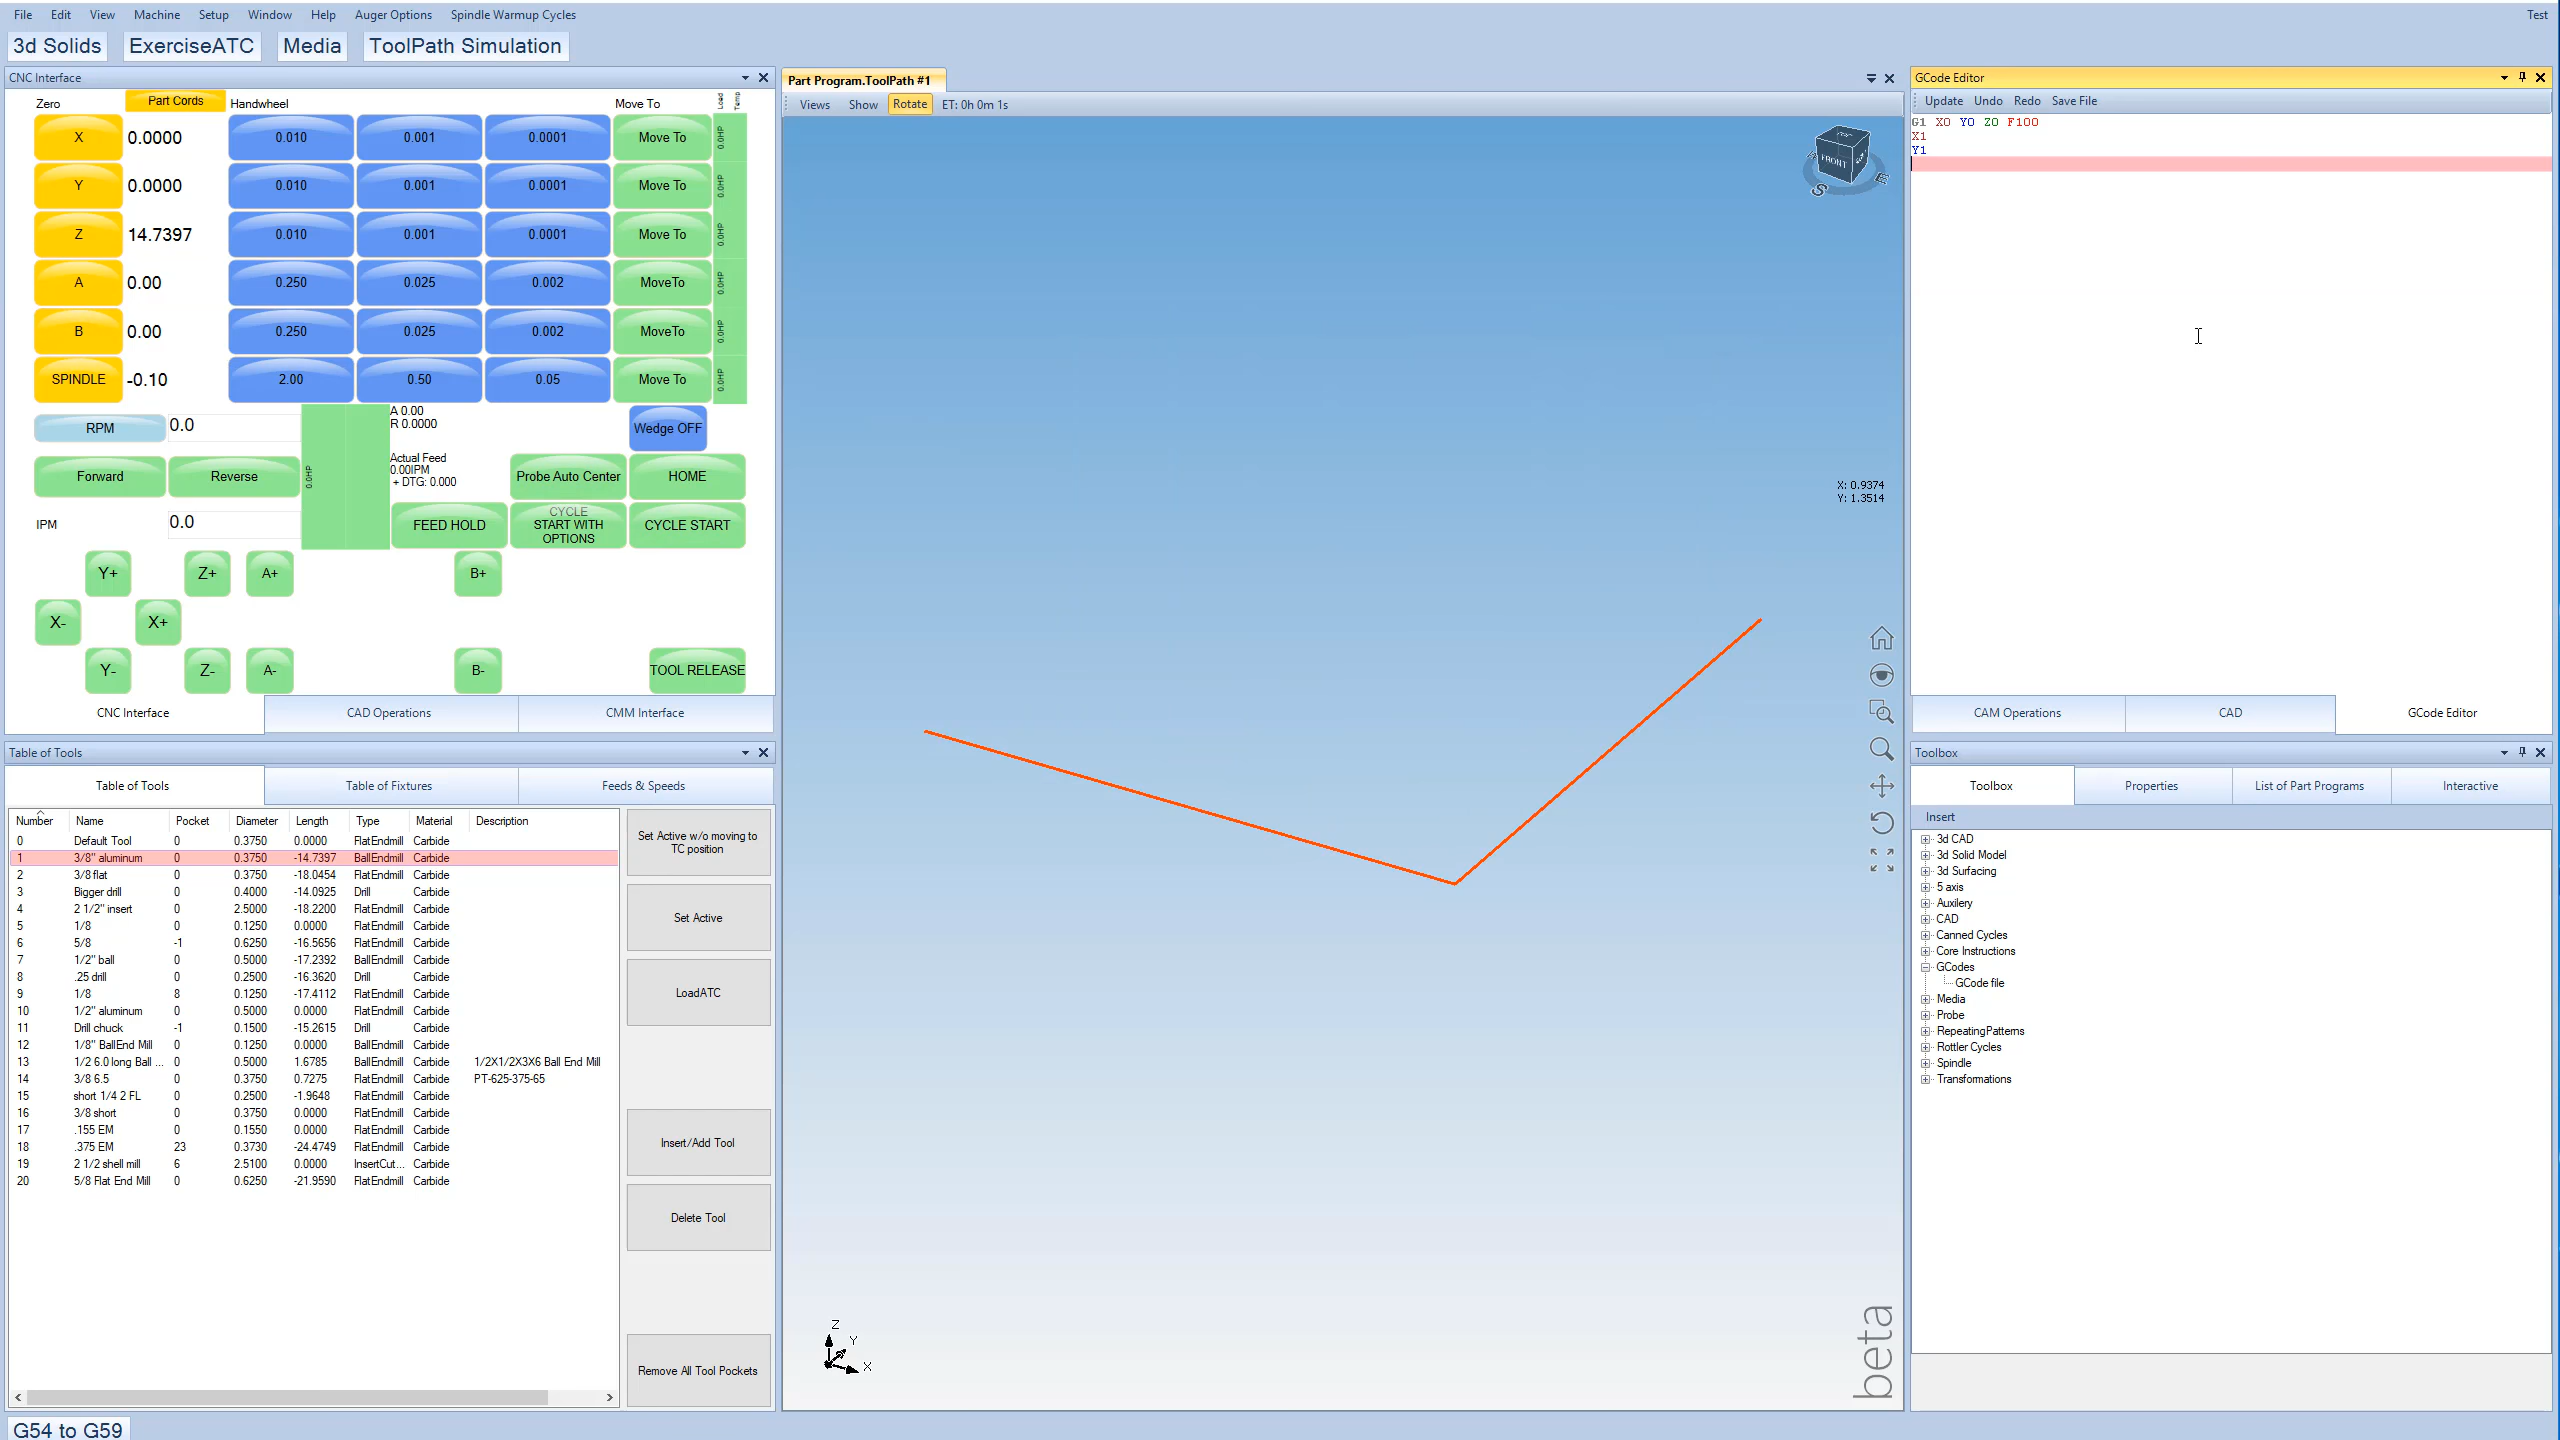 File Edit View Machine Setup Window Help Auger Options Spindle Warmup Cycles Test
3d Solids ExerciseATC Media ToolPath Simulation
CNC Interface
Zero Part Cords Handwheel Move To Load Temp
X 0.0000 0.010 0.001 0.0001 Move To 0.0HP
Y 0.0000 0.010 0.001 0.0001 Move To 0.0HP
Z 14.7397 0.010 0.001 0.0001 Move To 0.0HP
A 0.00 0.250 0.025 0.002 MoveTo 0.0HP
B 0.00 0.250 0.025 0.002 MoveTo 0.0HP
SPINDLE -0.10 2.00 0.50 0.05 Move To 0.0HP
A 0.00
R 0.0000
RPM 0.0 Wedge OFF
Actual Feed
0.00IPM
+ DTG: 0.000
Forward Reverse 0.0HP Probe Auto Center HOME
IPM 0.0 FEED HOLD CYCLE START WITH OPTIONS CYCLE START
Y+ Z+ A+ B+
X- X+
Y- Z- A- B- TOOL RELEASE
CNC Interface CAD Operations CMM Interface
Table of Tools
Table of Tools Table of Fixtures Feeds & Speeds
Number Name Pocket Diameter Length Type Material Description
0 Default Tool 0 0.3750 0.0000 FlatEndmill Carbide
1 3/8" aluminum 0 0.3750 -14.7397 BallEndmill Carbide
2 3/8 flat 0 0.3750 -18.0454 FlatEndmill Carbide
3 Bigger drill 0 0.4000 -14.0925 Drill Carbide
4 2 1/2" insert 0 2.5000 -18.2200 FlatEndmill Carbide
5 1/8 0 0.1250 0.0000 FlatEndmill Carbide
6 5/8 -1 0.6250 -16.5656 FlatEndmill Carbide
7 1/2" ball 0 0.5000 -17.2392 BallEndmill Carbide
8 .25 drill 0 0.2500 -16.3620 Drill Carbide
9 1/8 8 0.1250 -17.4112 FlatEndmill Carbide
10 1/2" aluminum 0 0.5000 0.0000 FlatEndmill Carbide
11 Drill chuck -1 0.1500 -15.2615 Drill Carbide
12 1/8" BallEnd Mill 0 0.1250 0.0000 BallEndmill Carbide
13 1/2 6.0 long Ball ... 0 0.5000 1.6785 BallEndmill Carbide 1/2X1/2X3X6 Ball End Mill
14 3/8 6.5 0 0.3750 0.7275 FlatEndmill Carbide PT-625-375-65
15 short 1/4 2 FL 0 0.2500 -1.9648 FlatEndmill Carbide
16 3/8 short 0 0.3750 0.0000 FlatEndmill Carbide
17 .155 EM 0 0.1550 0.0000 FlatEndmill Carbide
18 .375 EM 23 0.3730 -24.4749 FlatEndmill Carbide
19 2 1/2 shell mill 6 2.5100 0.0000 InsertCut... Carbide
20 5/8 Flat End Mill 0 0.6250 -21.9590 FlatEndmill Carbide
Set Active w/o moving to
TC position
Set Active
LoadATC
Insert/Add Tool
Delete Tool
Remove All Tool Pockets
G54 to G59
Part Program.ToolPath #1
Views Show Rotate ET: 0h 0m 1s
TOP
FRONT
S E
X: 0.9374
Y: 1.3514
Z
Y
X
beta
GCode Editor
Update Undo Redo Save File
G1 X0 Y0 Z0 F100
X1
Y1
CAM Operations CAD GCode Editor
Toolbox
Toolbox Properties List of Part Programs Interactive
Insert
3d CAD
3d Solid Model
3d Surfacing
5 axis
Auxilery
CAD
Canned Cycles
Core Instructions
GCodes
GCode file
Media
Probe
RepeatingPatterns
Rottler Cycles
Spindle
Transformations